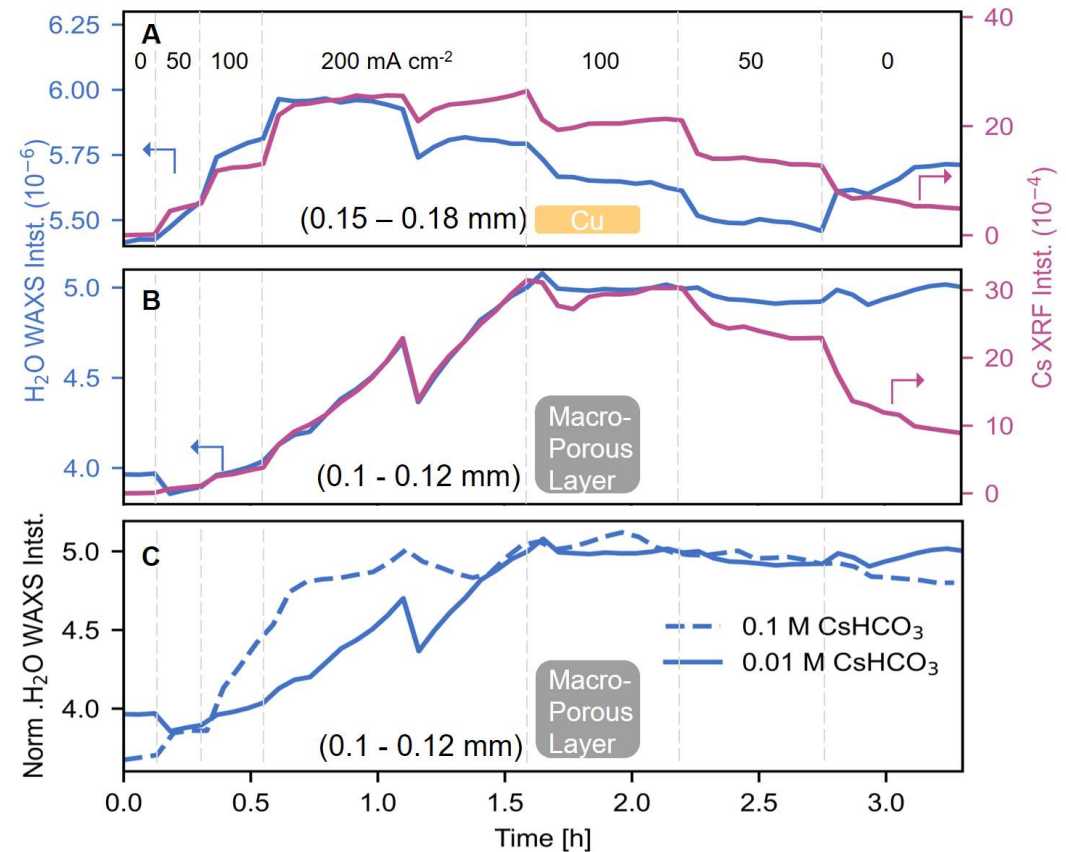 A
0 50 100 200 mA cm-2 100 50 0
(0.15 – 0.18 mm) Cu
6.25
6.00
5.75
5.50
40
20
0
H2O WAXS Intst. (10−6)
Cs XRF Intst. (10−4)
B
(0.1 - 0.12 mm)
Macro-
Porous
Layer
5.0
4.5
4.0
30
20
10
0
C
Norm .H2O WAXS Intst.
5.0
4.5
4.0
0.1 M CsHCO3
0.01 M CsHCO3
(0.1 - 0.12 mm)
Macro-
Porous
Layer
0.0 0.5 1.0 1.5 2.0 2.5 3.0
Time [h]